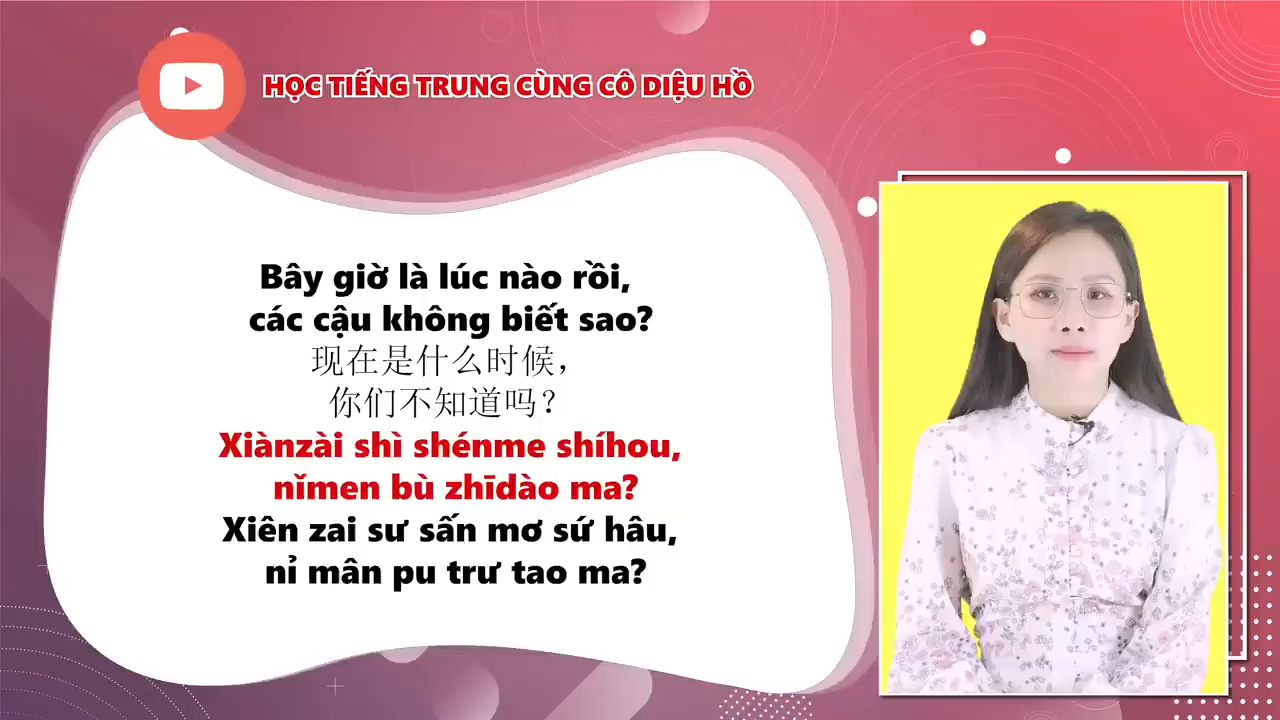 HỌC TIẾNG TRUNG CÙNG CÔ DIỆU HỒ
Bây giờ là lúc nào rồi,
các cậu không biết sao?
现在是什么时候，
你们不知道吗？
Xiànzài shì shénme shíhou,
nǐmen bù zhīdào ma?
Xiên zai sư sấn mơ sứ hâu,
nỉ mân pu trư tao ma?